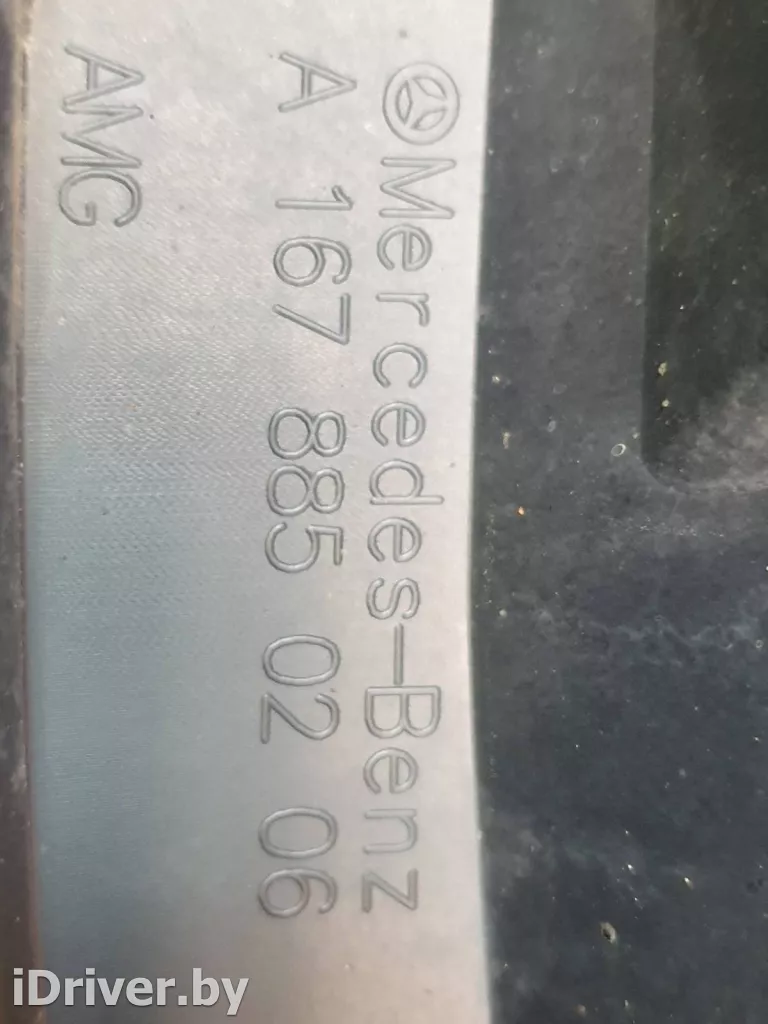 Mercedes-Benz
A 167 885 02 06
AMG
iDriver.by